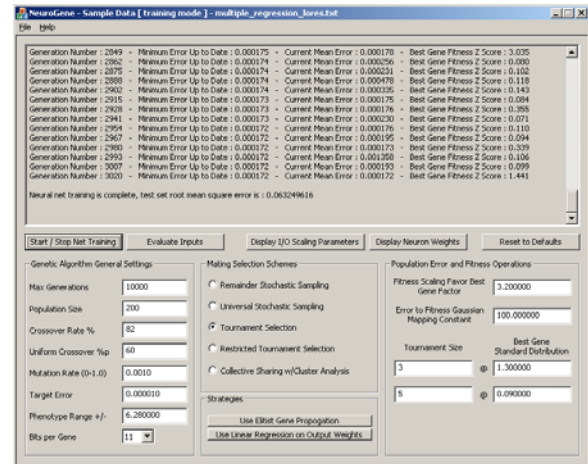 NeuroGene - Sample Data [ training mode ] - multiple_regression_lores.txt
File Help
Generation Number : 2849 - Minimum Error Up to Date : 0.000175 - Current Mean Error : 0.000178 - Best Gene Fitness Z Score : 3.035
Generation Number : 2862 - Minimum Error Up to Date : 0.000174 - Current Mean Error : 0.000256 - Best Gene Fitness Z Score : 0.080
Generation Number : 2875 - Minimum Error Up to Date : 0.000174 - Current Mean Error : 0.000231 - Best Gene Fitness Z Score : 0.102
Generation Number : 2888 - Minimum Error Up to Date : 0.000174 - Current Mean Error : 0.000478 - Best Gene Fitness Z Score : 0.118
Generation Number : 2902 - Minimum Error Up to Date : 0.000174 - Current Mean Error : 0.000335 - Best Gene Fitness Z Score : 0.143
Generation Number : 2915 - Minimum Error Up to Date : 0.000173 - Current Mean Error : 0.000175 - Best Gene Fitness Z Score : 0.084
Generation Number : 2928 - Minimum Error Up to Date : 0.000173 - Current Mean Error : 0.000176 - Best Gene Fitness Z Score : 0.355
Generation Number : 2941 - Minimum Error Up to Date : 0.000173 - Current Mean Error : 0.000230 - Best Gene Fitness Z Score : 0.071
Generation Number : 2954 - Minimum Error Up to Date : 0.000172 - Current Mean Error : 0.000176 - Best Gene Fitness Z Score : 0.110
Generation Number : 2967 - Minimum Error Up to Date : 0.000172 - Current Mean Error : 0.000195 - Best Gene Fitness Z Score : 0.094
Generation Number : 2980 - Minimum Error Up to Date : 0.000172 - Current Mean Error : 0.000173 - Best Gene Fitness Z Score : 0.339
Generation Number : 2993 - Minimum Error Up to Date : 0.000172 - Current Mean Error : 0.001358 - Best Gene Fitness Z Score : 0.106
Generation Number : 3007 - Minimum Error Up to Date : 0.000172 - Current Mean Error : 0.000193 - Best Gene Fitness Z Score : 0.099
Generation Number : 3020 - Minimum Error Up to Date : 0.000172 - Current Mean Error : 0.000172 - Best Gene Fitness Z Score : 1.441
Neural net training is complete, test set root mean square error is : 0.063249616
Start / Stop Net Training Evaluate Inputs Display I/O Scaling Parameters Display Neuron Weights Reset to Defaults
Genetic Algorithm General Settings
Max Generations 10000
Population Size 200
Crossover Rate % 82
Uniform Crossover %p 60
Mutation Rate (0-1.0) 0.0010
Target Error 0.000010
Phenotype Range +/- 6.280000
Bits per Gene 11
Mating Selection Schemes
Remainder Stochastic Sampling
Universal Stochastic Sampling
Tournament Selection
Restricted Tournament Selection
Collective Sharing w/Cluster Analysis
Strategies
Use Elitist Gene Propogation
Use Linear Regression on Output Weights
Population Error and Fitness Operations
Fitness Scaling Favor Best
Gene Factor 3.200000
Error to Fitness Gaussian
Mapping Constant 100.000000
Tournament Size
Best Gene
Standard Distribution
3 @ 1.300000
5 @ 0.090000